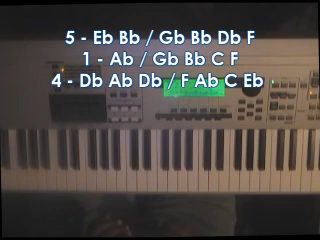 5 - Eb Bb / Gb Bb Db F
1 - Ab / Gb Bb C F
4 - Db Ab Db / F Ab C Eb